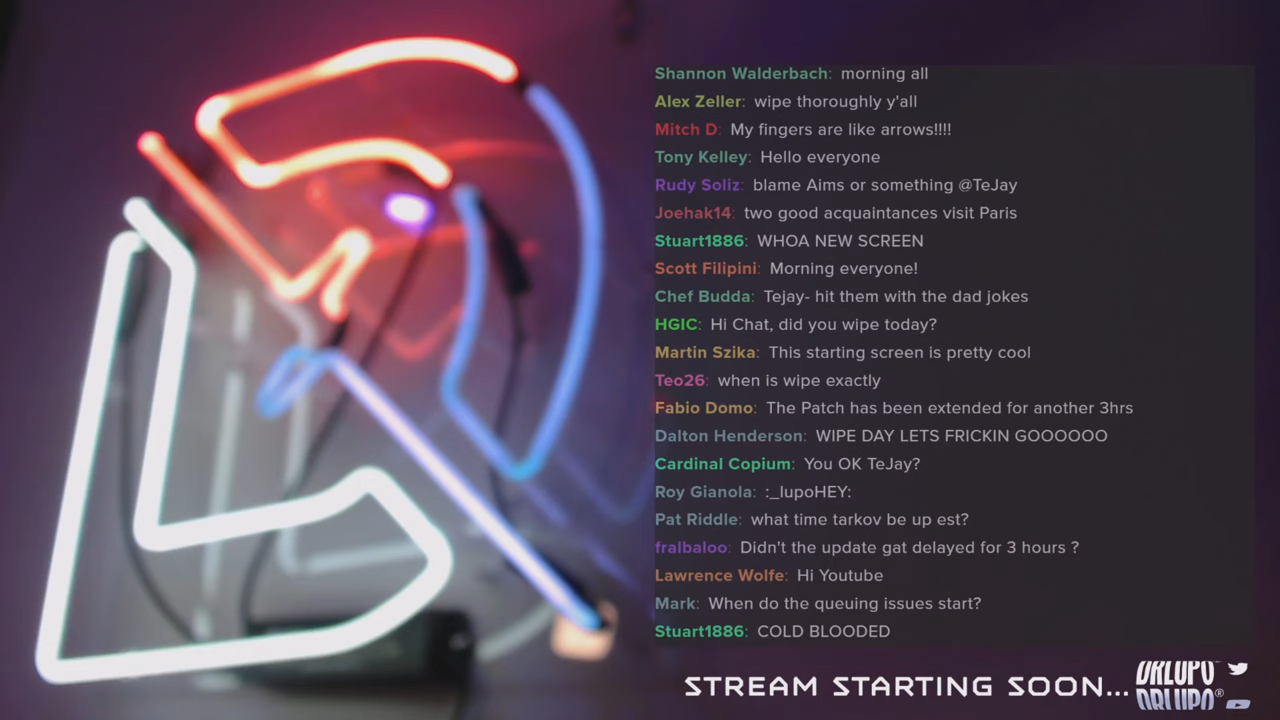 Shannon Walderbach: morning all
Alex Zeller: wipe thoroughly y'all
Mitch D: My fingers are like arrows!!!!
Tony Kelley: Hello everyone
Rudy Soliz: blame Aims or something @TeJay
Joehak14: two good acquaintances visit Paris
Stuart1886: WHOA NEW SCREEN
Scott Filipini: Morning everyone!
Chef Budda: Tejay- hit them with the dad jokes
HGIC: Hi Chat, did you wipe today?
Martin Szika: This starting screen is pretty cool
Teo26: when is wipe exactly
Fabio Domo: The Patch has been extended for another 3hrs
Dalton Henderson: WIPE DAY LETS FRICKIN GOOOOOO
Cardinal Copium: You OK TeJay?
Roy Gianola: :_lupoHEY:
Pat Riddle: what time tarkov be up est?
fralbaloo: Didn't the update gat delayed for 3 hours ?
Lawrence Wolfe: Hi Youtube
Mark: When do the queuing issues start?
Stuart1886: COLD BLOODED
STREAM STARTING SOON...
DRLUPO
DRLUPO®